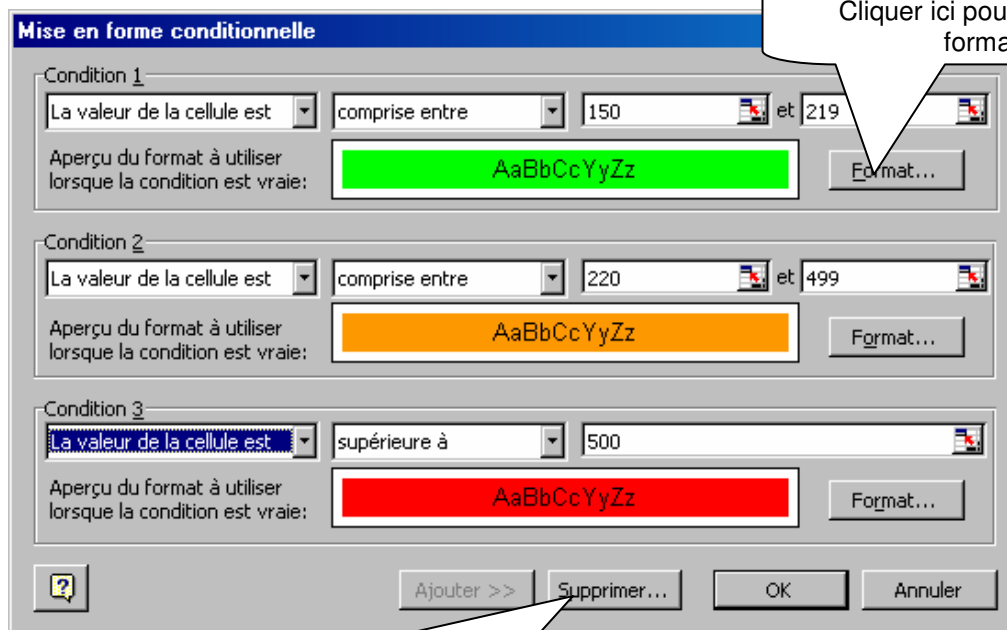 Cliquer ici
forma
Mise en forme conditionnelle
Condition 1
La valeur de la cellule est comprise entre 150 et 219
Aperçu du format à utiliser
lorsque la condition est vraie:
AaBbCcYyZz
Format...
Condition 2
La valeur de la cellule est comprise entre 220 et 499
Aperçu du format à utiliser
lorsque la condition est vraie:
AaBbCcYyZz
Format...
Condition 3
La valeur de la cellule est supérieure à 500
Aperçu du format à utiliser
lorsque la condition est vraie:
AaBbCcYyZz
Format...
Ajouter >> Supprimer... OK Annuler